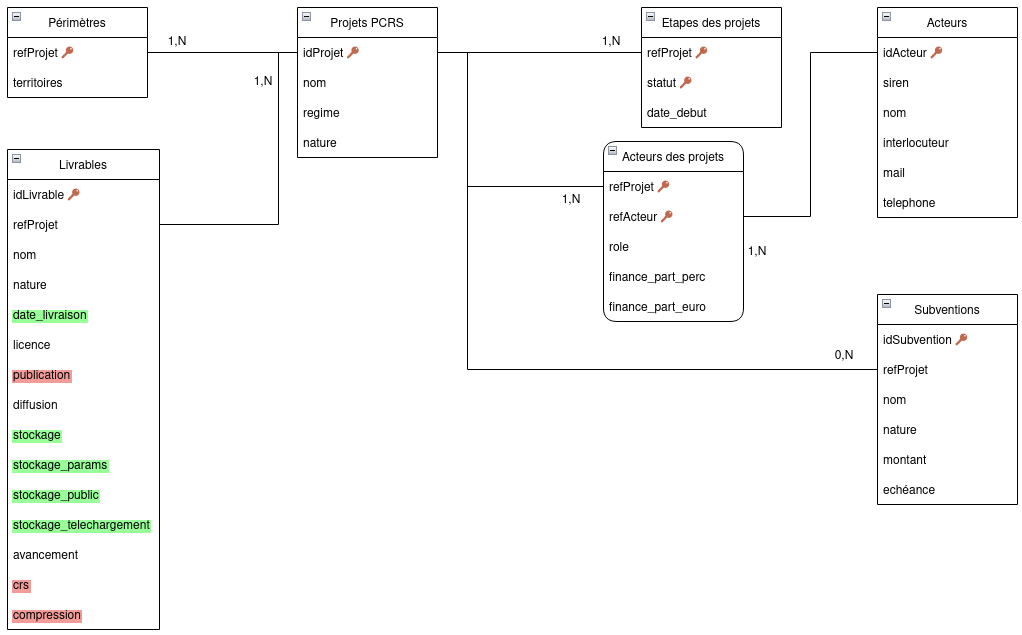 Périmètres
refProjet
territoires
1,N
1,N
Livrables
idLivrable
refProjet
nom
nature
date_livraison
licence
publication
diffusion
stockage
stockage_params
stockage_public
stockage_telechargement
avancement
crs
compression
Projets PCRS
idProjet
nom
regime
nature
1,N
Etapes des projets
refProjet
statut
date_debut
1,N
Acteurs des projets
refProjet
refActeur
role
finance_part_perc
finance_part_euro
1,N
Acteurs
idActeur
siren
nom
interlocuteur
mail
telephone
0,N
Subventions
idSubvention
refProjet
nom
nature
montant
echéance